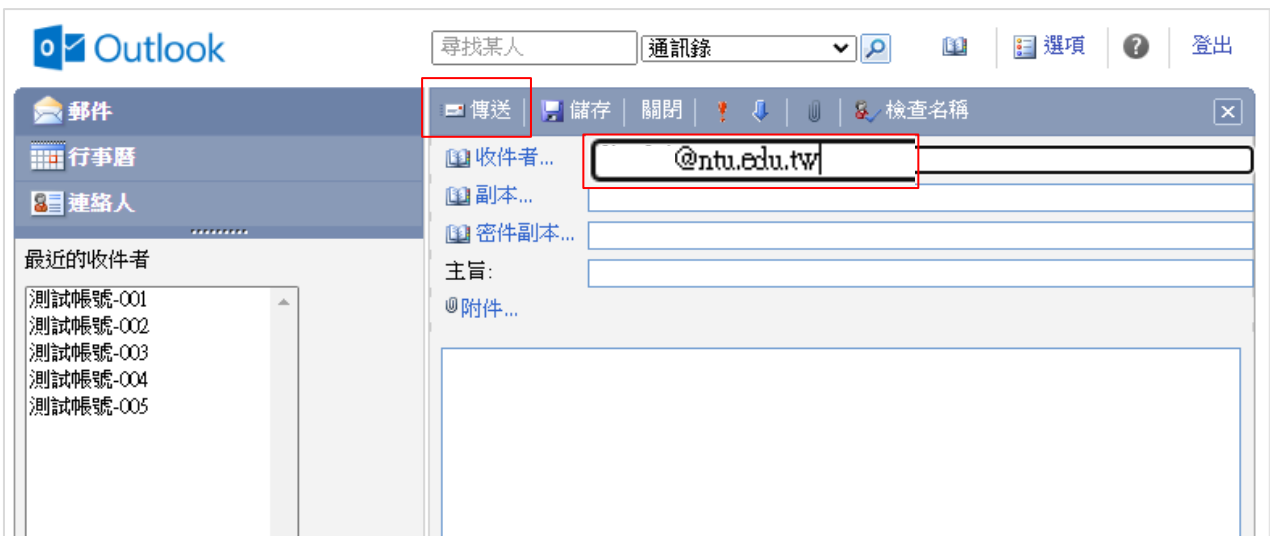 Outlook
尋找某人 通訊錄 選項 登出
郵件
傳送 儲存 關閉 檢查名稱
行事曆
收件者... @ntu.edu.tw
連絡人
副本...
密件副本...
最近的收件者
主旨:
測試帳號-001
附件...
測試帳號-002
測試帳號-003
測試帳號-004
測試帳號-005